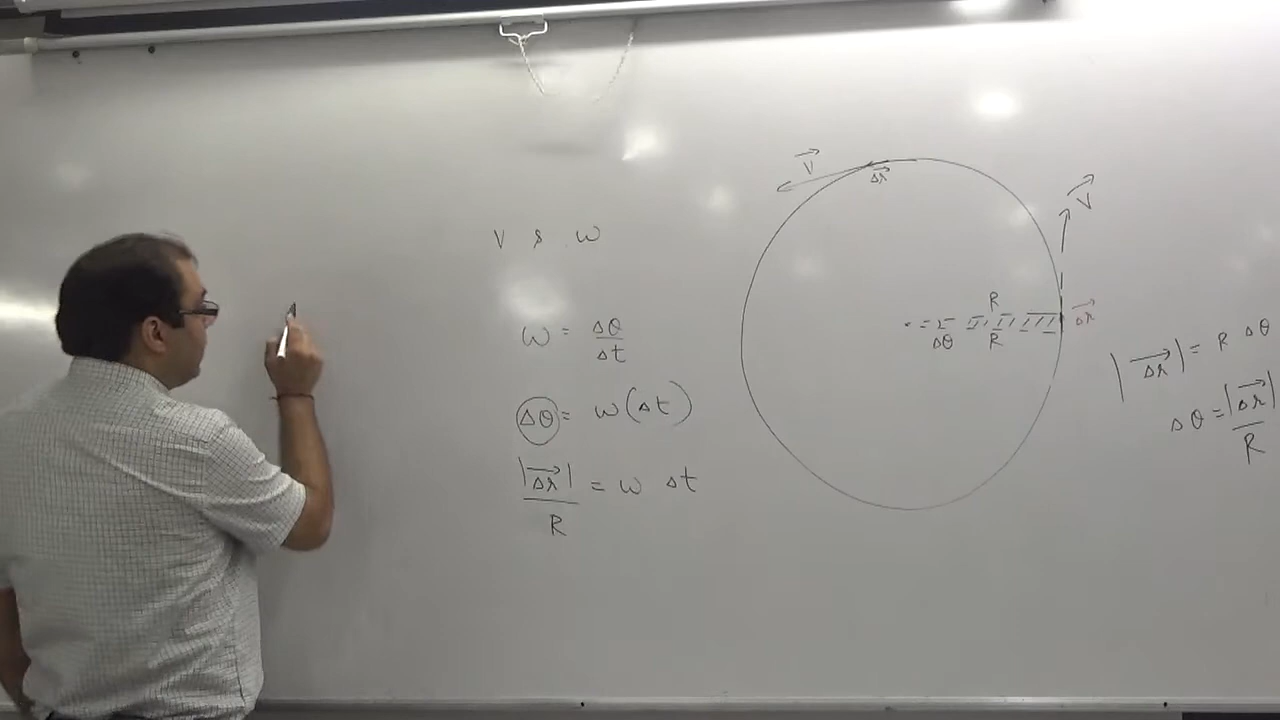 V & ω
ω = Δθ/Δt
Δθ = ω(Δt)
|Δr⃗|/R = ω Δt
V⃗
Δr⃗
V⃗
R
Δθ
R
Δr⃗
|Δr⃗| = R Δθ
Δθ = |Δr⃗|/R